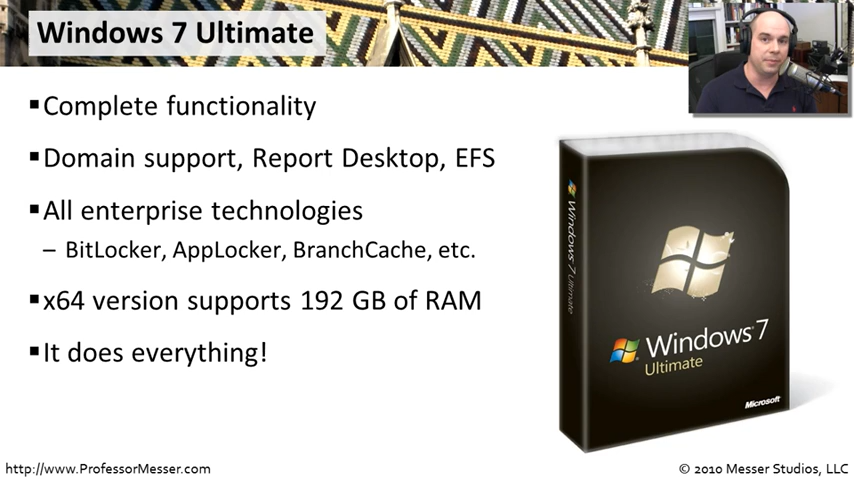 Windows 7 Ultimate
▪Complete functionality
▪Domain support, Report Desktop, EFS
▪All enterprise technologies
– BitLocker, AppLocker, BranchCache, etc.
▪x64 version supports 192 GB of RAM
▪It does everything!
Windows 7 Ultimate
Windows 7
Ultimate
Microsoft
http://www.ProfessorMesser.com
© 2010 Messer Studios, LLC